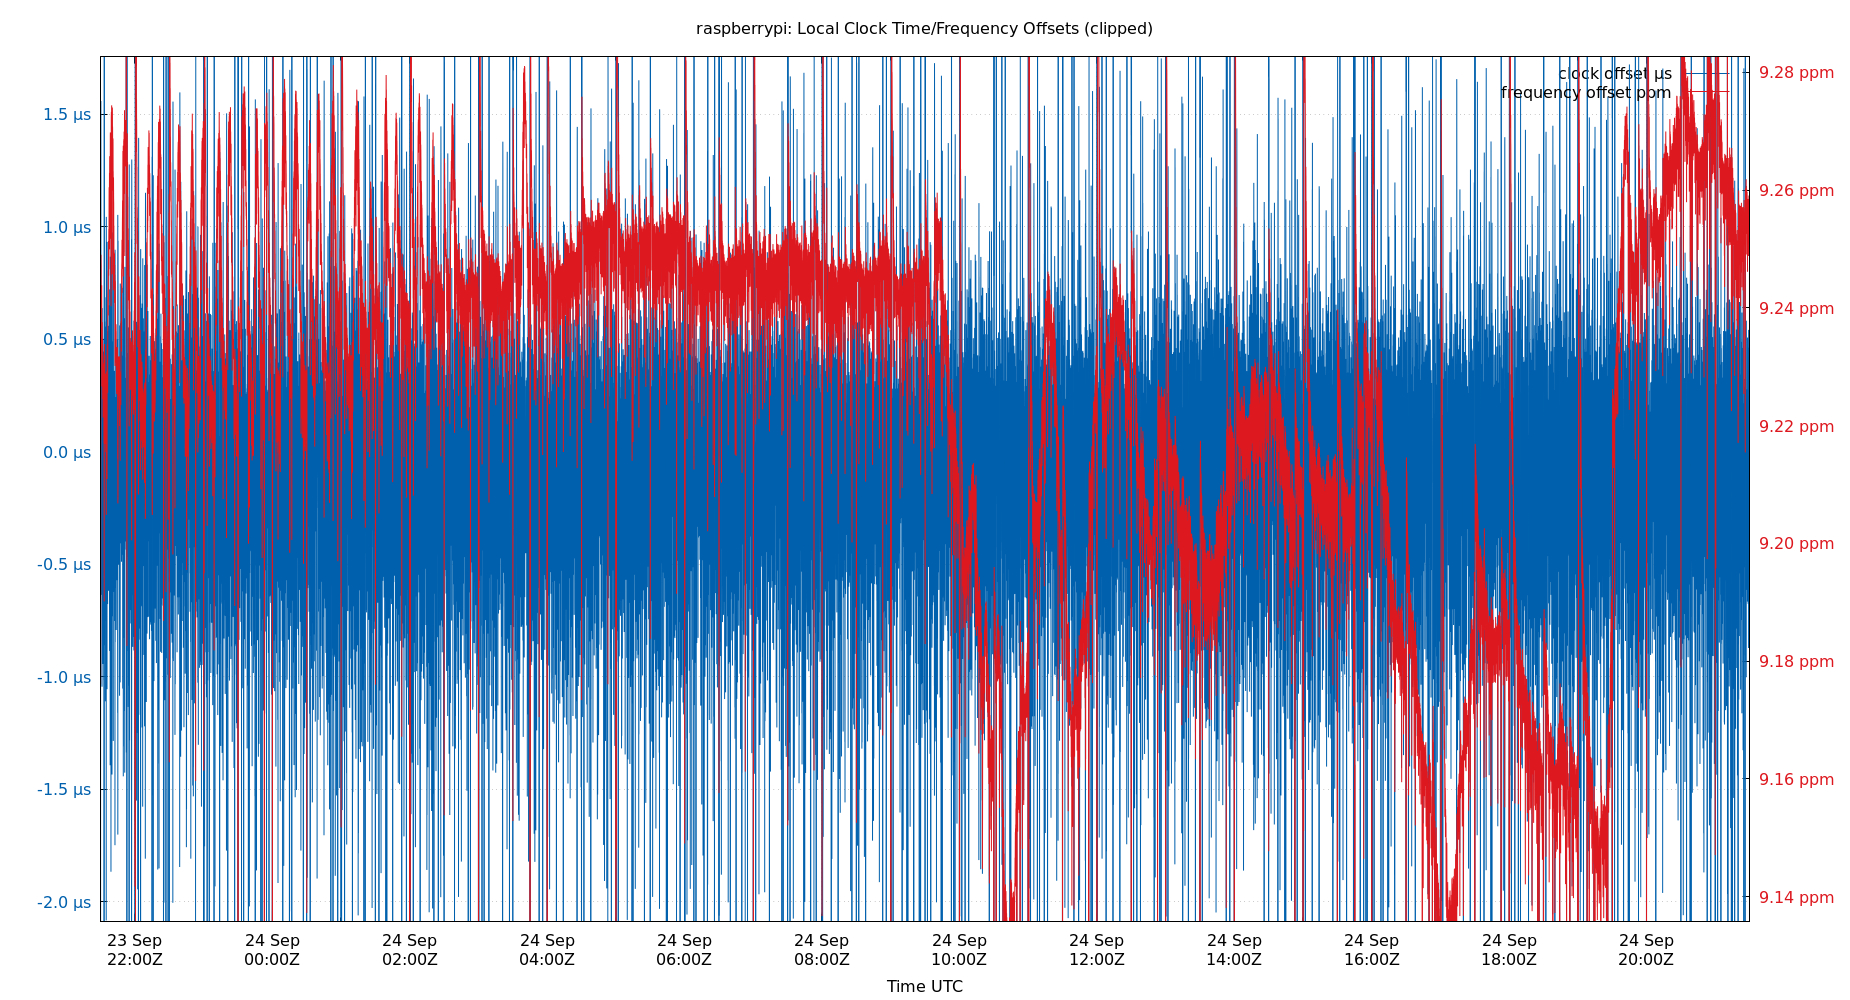 raspberrypi: Local Clock Time/Frequency Offsets (clipped)
clock offset µs
frequency offset ppm
1.5 µs
1.0 µs
0.5 µs
0.0 µs
-0.5 µs
-1.0 µs
-1.5 µs
-2.0 µs
9.28 ppm
9.26 ppm
9.24 ppm
9.22 ppm
9.20 ppm
9.18 ppm
9.16 ppm
9.14 ppm
23 Sep 24 Sep 24 Sep 24 Sep 24 Sep 24 Sep 24 Sep 24 Sep 24 Sep 24 Sep 24 Sep 24 Sep
22:00Z 00:00Z 02:00Z 04:00Z 06:00Z 08:00Z 10:00Z 12:00Z 14:00Z 16:00Z 18:00Z 20:00Z
Time UTC